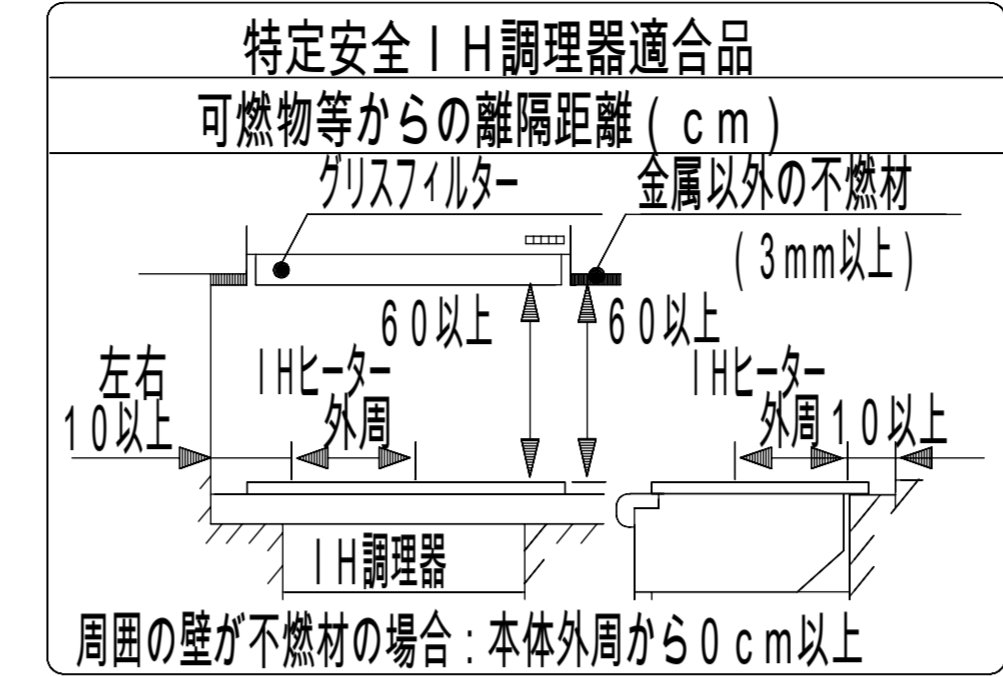 特定安全IH調理器適合品
可燃物等からの離隔距離(cm)
グリスフィルター
金属以外の不燃材
(3mm以上)
60以上
60以上
左右
10以上
IHヒーター
外周
IHヒーター
外周10以上
IH調理器
周囲の壁が不燃材の場合:本体外周から0cm以上